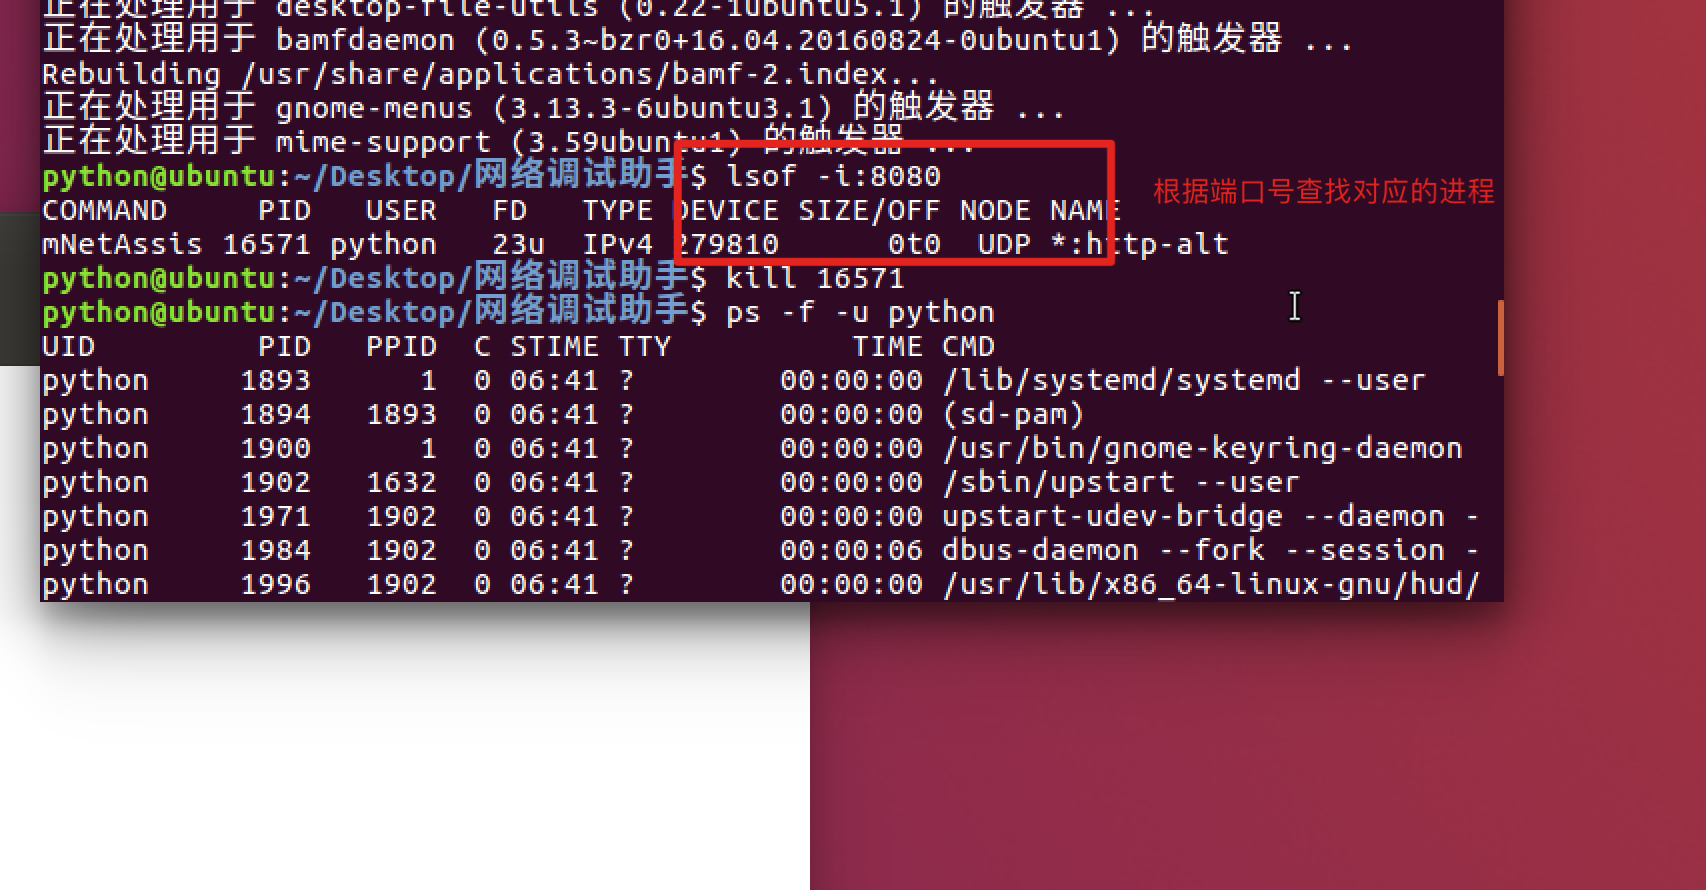 正在处理用于 desktop-file-utils (0.22-1ubuntu5.1) 的触发器 ...
正在处理用于 bamfdaemon (0.5.3~bzr0+16.04.20160824-0ubuntu1) 的触发器 ...
Rebuilding /usr/share/applications/bamf-2.index...
正在处理用于 gnome-menus (3.13.3-6ubuntu3.1) 的触发器 ...
正在处理用于 mime-support (3.59ubuntu1) 的触发器 ...
python@ubuntu:~/Desktop/网络调试助手$ lsof -i:8080
根据端口号查找对应的进程
COMMAND     PID   USER   FD   TYPE DEVICE SIZE/OFF NODE NAME
mNetAssis 16571 python   23u  IPv4 279810      0t0  UDP *:http-alt
python@ubuntu:~/Desktop/网络调试助手$ kill 16571
python@ubuntu:~/Desktop/网络调试助手$ ps -f -u python
UID         PID   PPID  C STIME TTY          TIME CMD
python     1893      1  0 06:41 ?        00:00:00 /lib/systemd/systemd --user
python     1894   1893  0 06:41 ?        00:00:00 (sd-pam)
python     1900      1  0 06:41 ?        00:00:00 /usr/bin/gnome-keyring-daemon
python     1902   1632  0 06:41 ?        00:00:00 /sbin/upstart --user
python     1971   1902  0 06:41 ?        00:00:00 upstart-udev-bridge --daemon -
python     1984   1902  0 06:41 ?        00:00:06 dbus-daemon --fork --session -
python     1996   1902  0 06:41 ?        00:00:00 /usr/lib/x86_64-linux-gnu/hud/